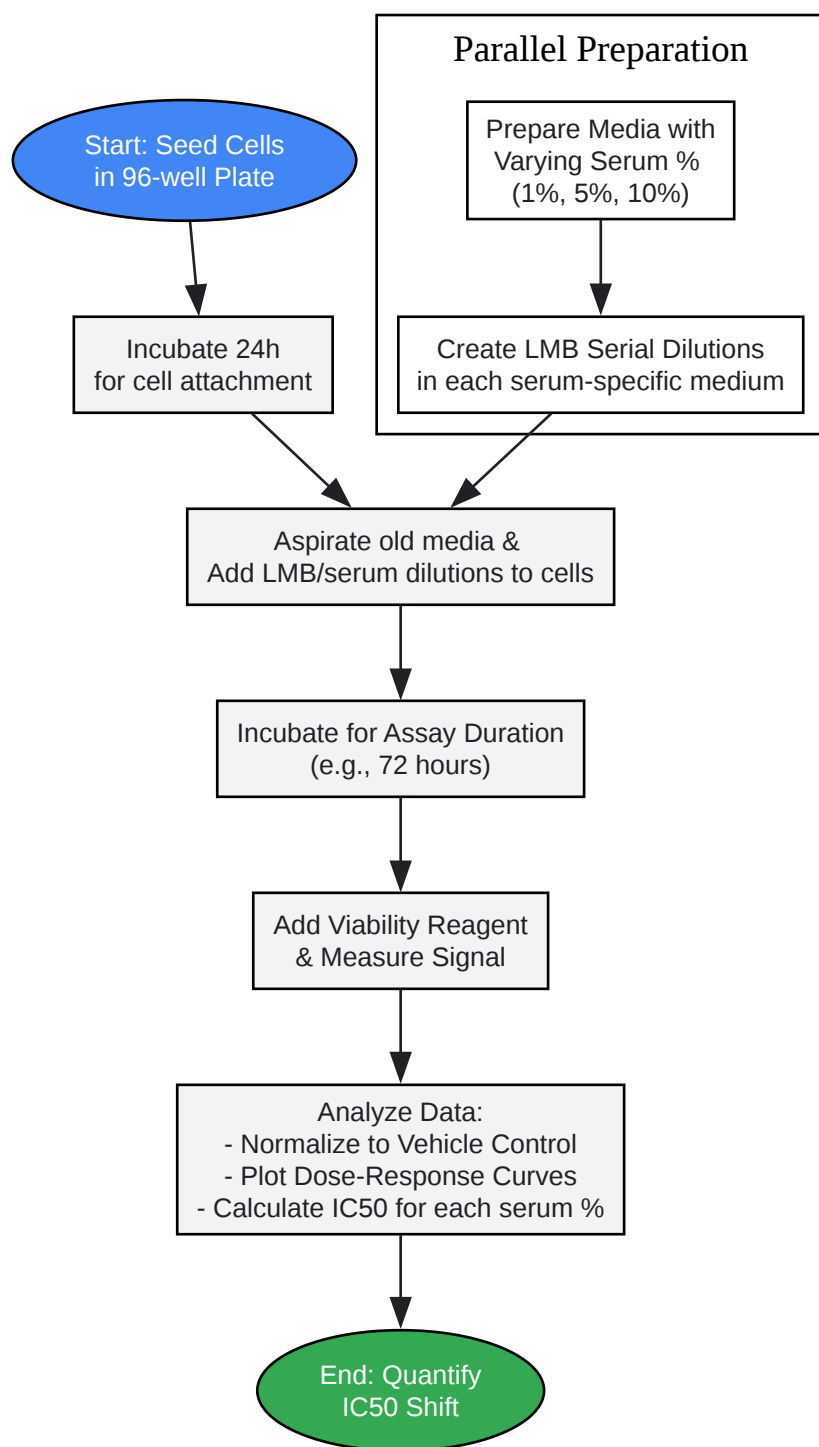 Parallel Preparation
Start: Seed Cells
in 96-well Plate
Prepare Media with
Varying Serum %
(1%, 5%, 10%)
Incubate 24h
for cell attachment
Create LMB Serial Dilutions
in each serum-specific medium
Aspirate old media &
Add LMB/serum dilutions to cells
Incubate for Assay Duration
(e.g., 72 hours)
Add Viability Reagent
& Measure Signal
Analyze Data:
- Normalize to Vehicle Control
- Plot Dose-Response Curves
- Calculate IC50 for each serum %
End: Quantify
IC50 Shift